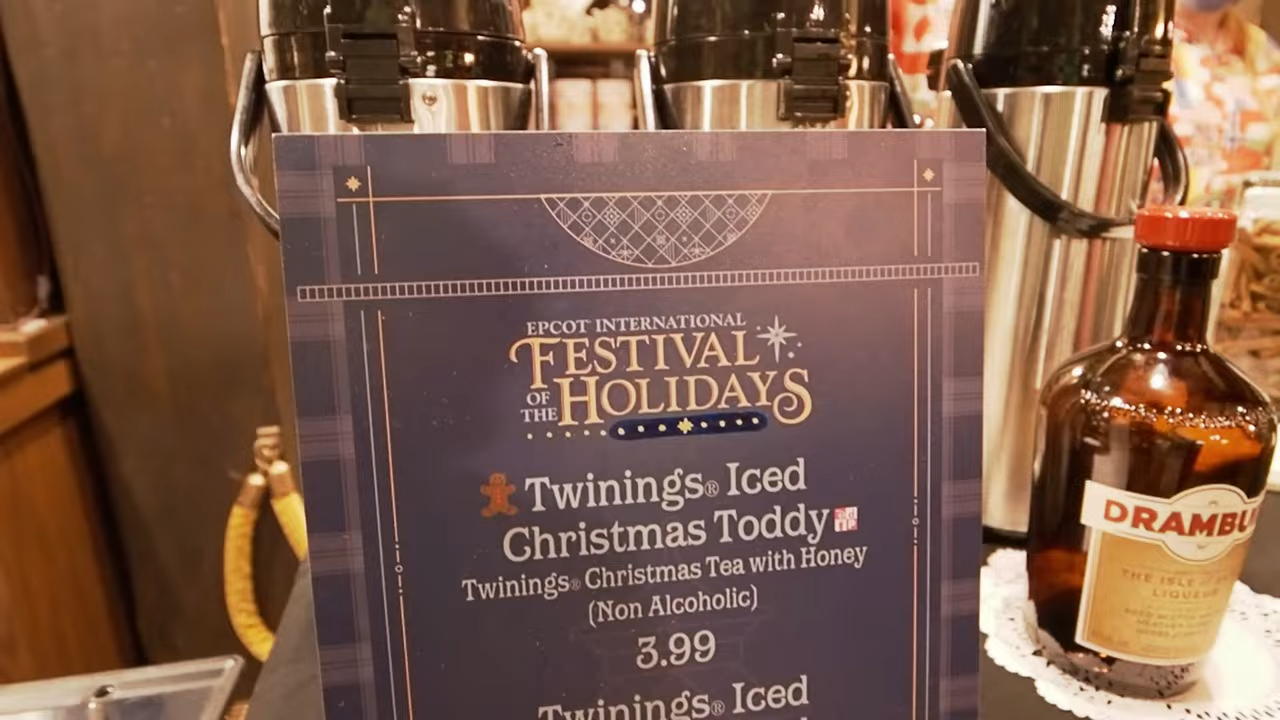 EPCOT INTERNATIONAL
FESTIVAL
OF THE HOLIDAYS
Twinings® Iced
Christmas Toddy
Twinings® Christmas Tea with Honey
(Non Alcoholic)
3.99
Twinings® Iced
DRAMBU
THE ISLE OF
LIQUEUR